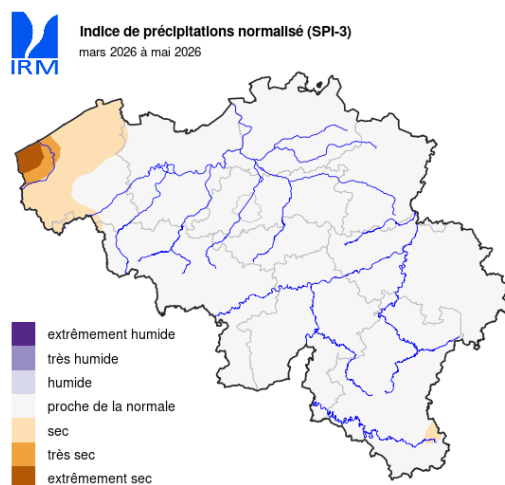 Indice de précipitations normalisé (SPI-3)
mars 2026 à mai 2026
IRM
extrêmement humide
très humide
humide
proche de la normale
sec
très sec
extrêmement sec